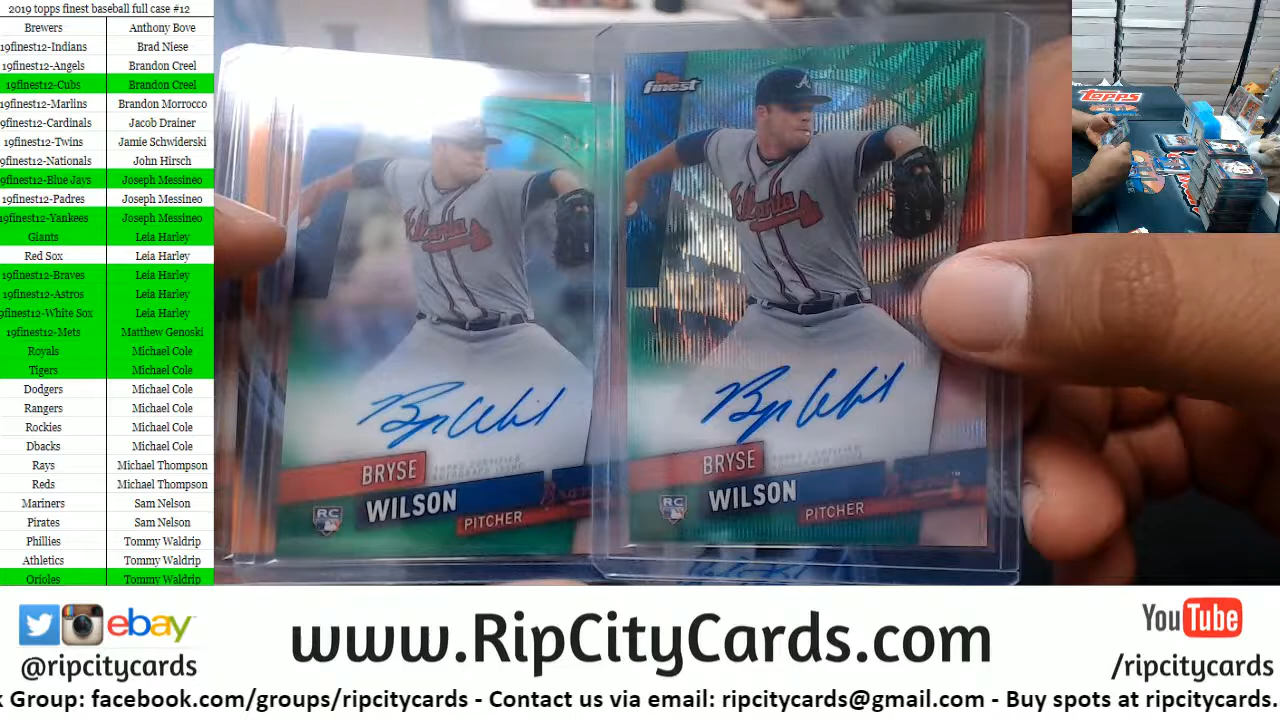 2019 topps finest baseball full case #12
Brewers Anthony Bove
19finest12-Indians Brad Niese
19finest12-Angels Brandon Creel
19finest12-Cubs Brandon Creel
19finest12-Marlins Brandon Morrocco
19finest12-Cardinals Jacob Drainer
19finest12-Twins Jamie Schwiderski
19finest12-Nationals John Hirsch
19finest12-Blue Jays Joseph Messineo
19finest12-Padres Joseph Messineo
19finest12-Yankees Joseph Messineo
Giants Leia Harley
Red Sox Leia Harley
19finest12-Braves Leia Harley
19finest12-Astros Leia Harley
9finest12-White Sox Leia Harley
19finest12-Mets Matthew Genoski
Royals Michael Cole
Tigers Michael Cole
Dodgers Michael Cole
Rangers Michael Cole
Rockies Michael Cole
Dbacks Michael Cole
Rays Michael Thompson
Reds Michael Thompson
Mariners Sam Nelson
Pirates Sam Nelson
Phillies Tommy Waldrip
Athletics Tommy Waldrip
Orioles Tommy Waldrip
Atlanta
BRYSE
WILSON
PITCHER
RC
finest
A
Atlanta
BRYSE
WILSON
PITCHER
RC
topps
ebay
@ripcitycards
www.RipCityCards.com
YouTube
/ripcitycards
k Group: facebook.com/groups/ripcitycards - Contact us via email: ripcitycards@gmail.com - Buy spots at ripcitycards.